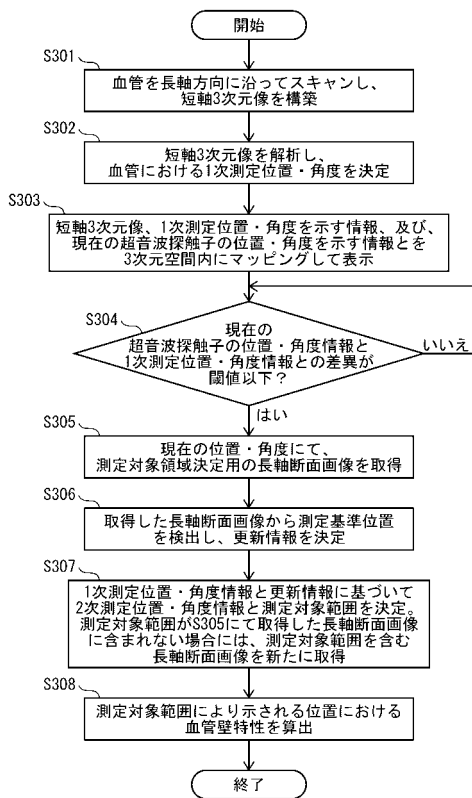 開始
S301
血管を長軸方向に沿ってスキャンし、
短軸3次元像を構築
S302
短軸3次元像を解析し、
血管における1次測定位置・角度を決定
S303
短軸3次元像、1次測定位置・角度を示す情報、及び、
現在の超音波探触子の位置・角度を示す情報とを
3次元空間内にマッピングして表示
S304
現在の
超音波探触子の位置・角度情報と
1次測定位置・角度情報との差異が
閾値以下？
いいえ
はい
S305
現在の位置・角度にて、
測定対象領域決定用の長軸断面画像を取得
S306
取得した長軸断面画像から測定基準位置
を検出し、更新情報を決定
S307
1次測定位置・角度情報と更新情報に基づいて
2次測定位置・角度情報と測定対象範囲を決定。
測定対象範囲がS305にて取得した長軸断面画像
に含まれない場合には、測定対象範囲を含む
長軸断面画像を新たに取得
S308
測定対象範囲により示される位置における
血管壁特性を算出
終了